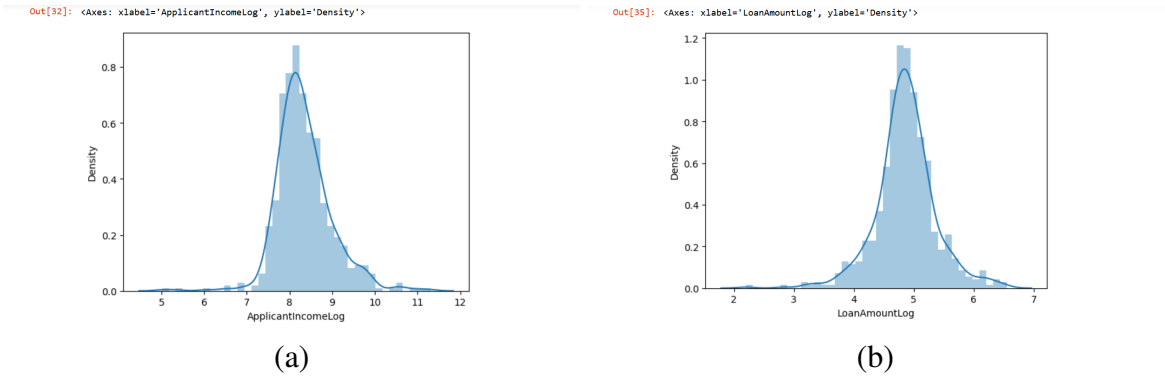 Out[32]: <Axes: xlabel='ApplicantIncomeLog', ylabel='Density'>
0.8
0.6
0.4
0.2
0.0
Density
5 6 7 8 9 10 11 12
ApplicantIncomeLog
(a)
Out[35]: <Axes: xlabel='LoanAmountLog', ylabel='Density'>
1.2
1.0
0.8
0.6
0.4
0.2
0.0
Density
2 3 4 5 6 7
LoanAmountLog
(b)